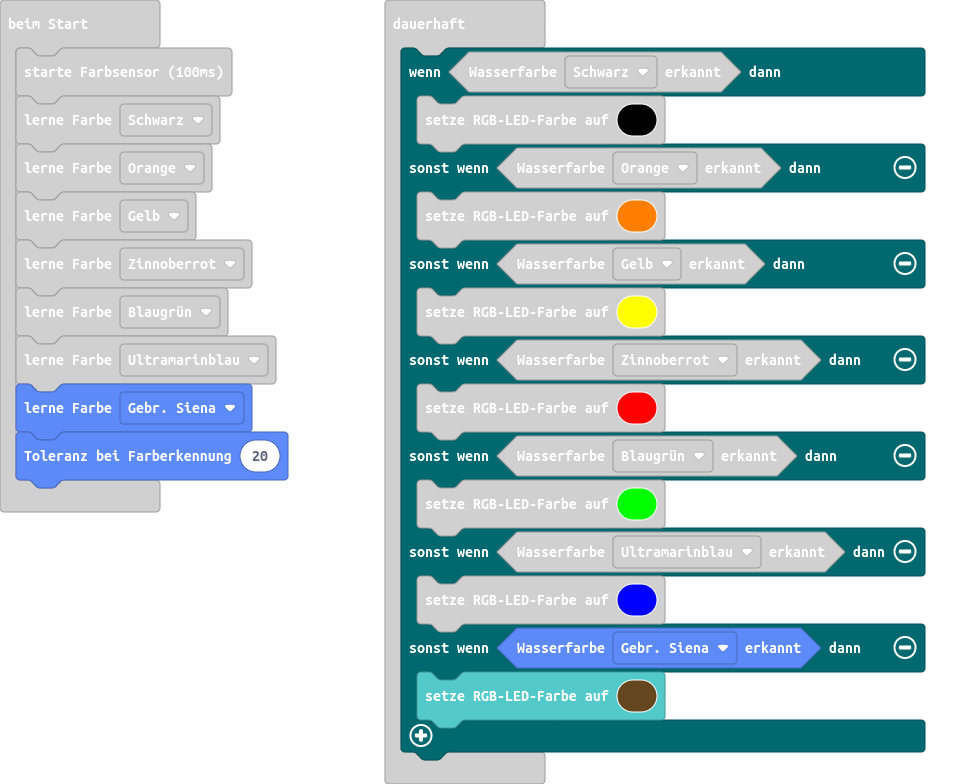 beim Start
starte Farbsensor (100ms)
lerne Farbe Schwarz
lerne Farbe Orange
lerne Farbe Gelb
lerne Farbe Zinnoberrot
lerne Farbe Blaugrün
lerne Farbe Ultramarinblau
lerne Farbe Gebr. Siena
Toleranz bei Farberkennung 20
dauerhaft
wenn Wasserfarbe Schwarz erkannt dann
setze RGB-LED-Farbe auf
sonst wenn Wasserfarbe Orange erkannt dann
setze RGB-LED-Farbe auf
sonst wenn Wasserfarbe Gelb erkannt dann
setze RGB-LED-Farbe auf
sonst wenn Wasserfarbe Zinnoberrot erkannt dann
setze RGB-LED-Farbe auf
sonst wenn Wasserfarbe Blaugrün erkannt dann
setze RGB-LED-Farbe auf
sonst wenn Wasserfarbe Ultramarinblau erkannt dann
setze RGB-LED-Farbe auf
sonst wenn Wasserfarbe Gebr. Siena erkannt dann
setze RGB-LED-Farbe auf